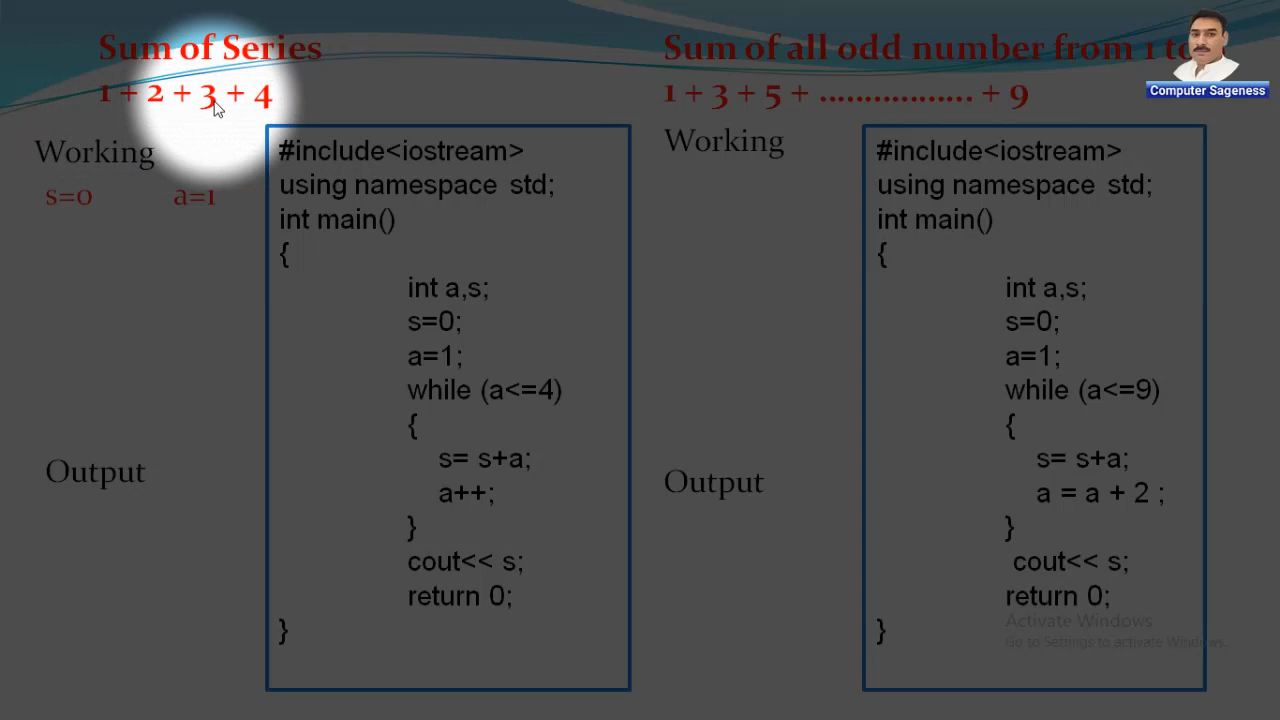 Sum of Series
1 + 2 + 3 + 4
Working
s=0 a=1
#include<iostream>
using namespace std;
int main()
{
int a,s;
s=0;
a=1;
while (a<=4)
{
s= s+a;
a++;
}
cout<< s;
return 0;
}
Output
Sum of all odd number from 1 to
1 + 3 + 5 + ................. + 9
Working
#include<iostream>
using namespace std;
int main()
{
int a,s;
s=0;
a=1;
while (a<=9)
{
s= s+a;
a = a + 2 ;
}
cout<< s;
return 0;
}
Output
Computer Sageness
Activate Windows
Go to Settings to activate Windows.